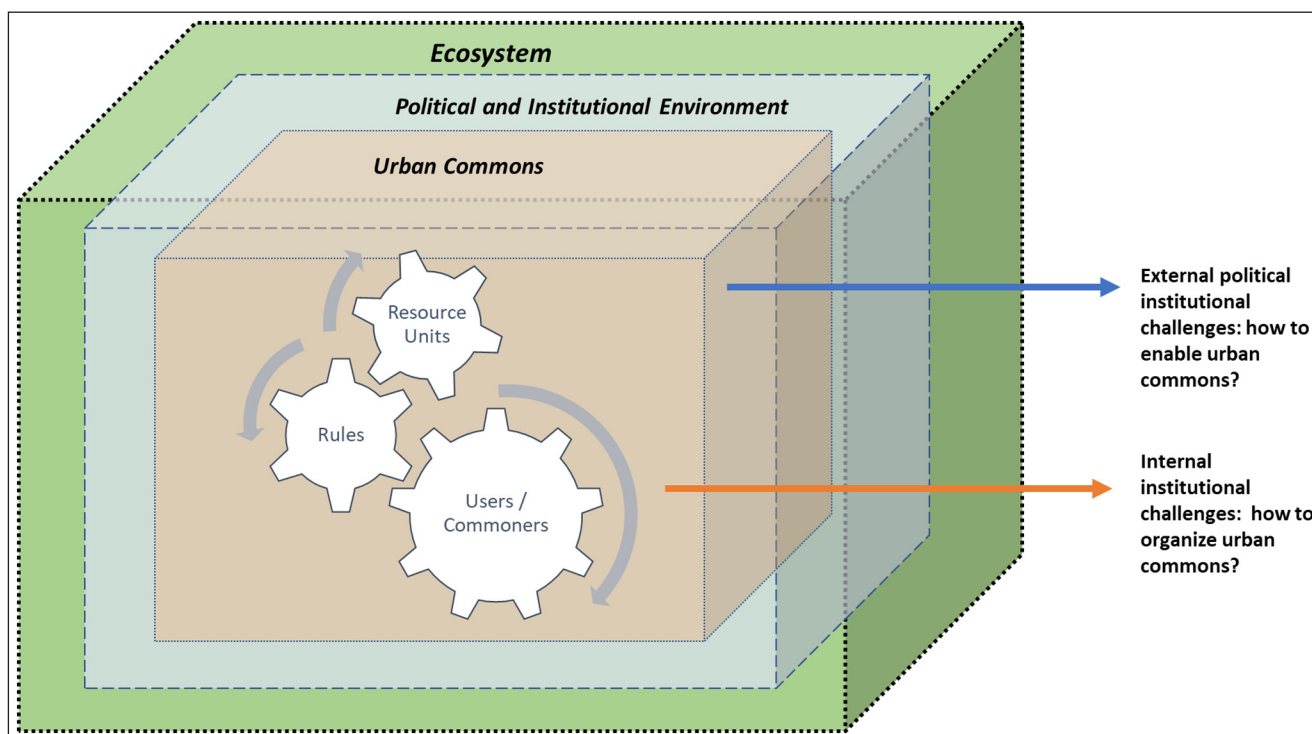 Ecosystem
Political and Institutional Environment
Urban Commons
Resource
Units
Rules
Users /
Commoners
External political
institutional
challenges: how to
enable urban
commons?
Internal
institutional
challenges: how to
organize urban
commons?